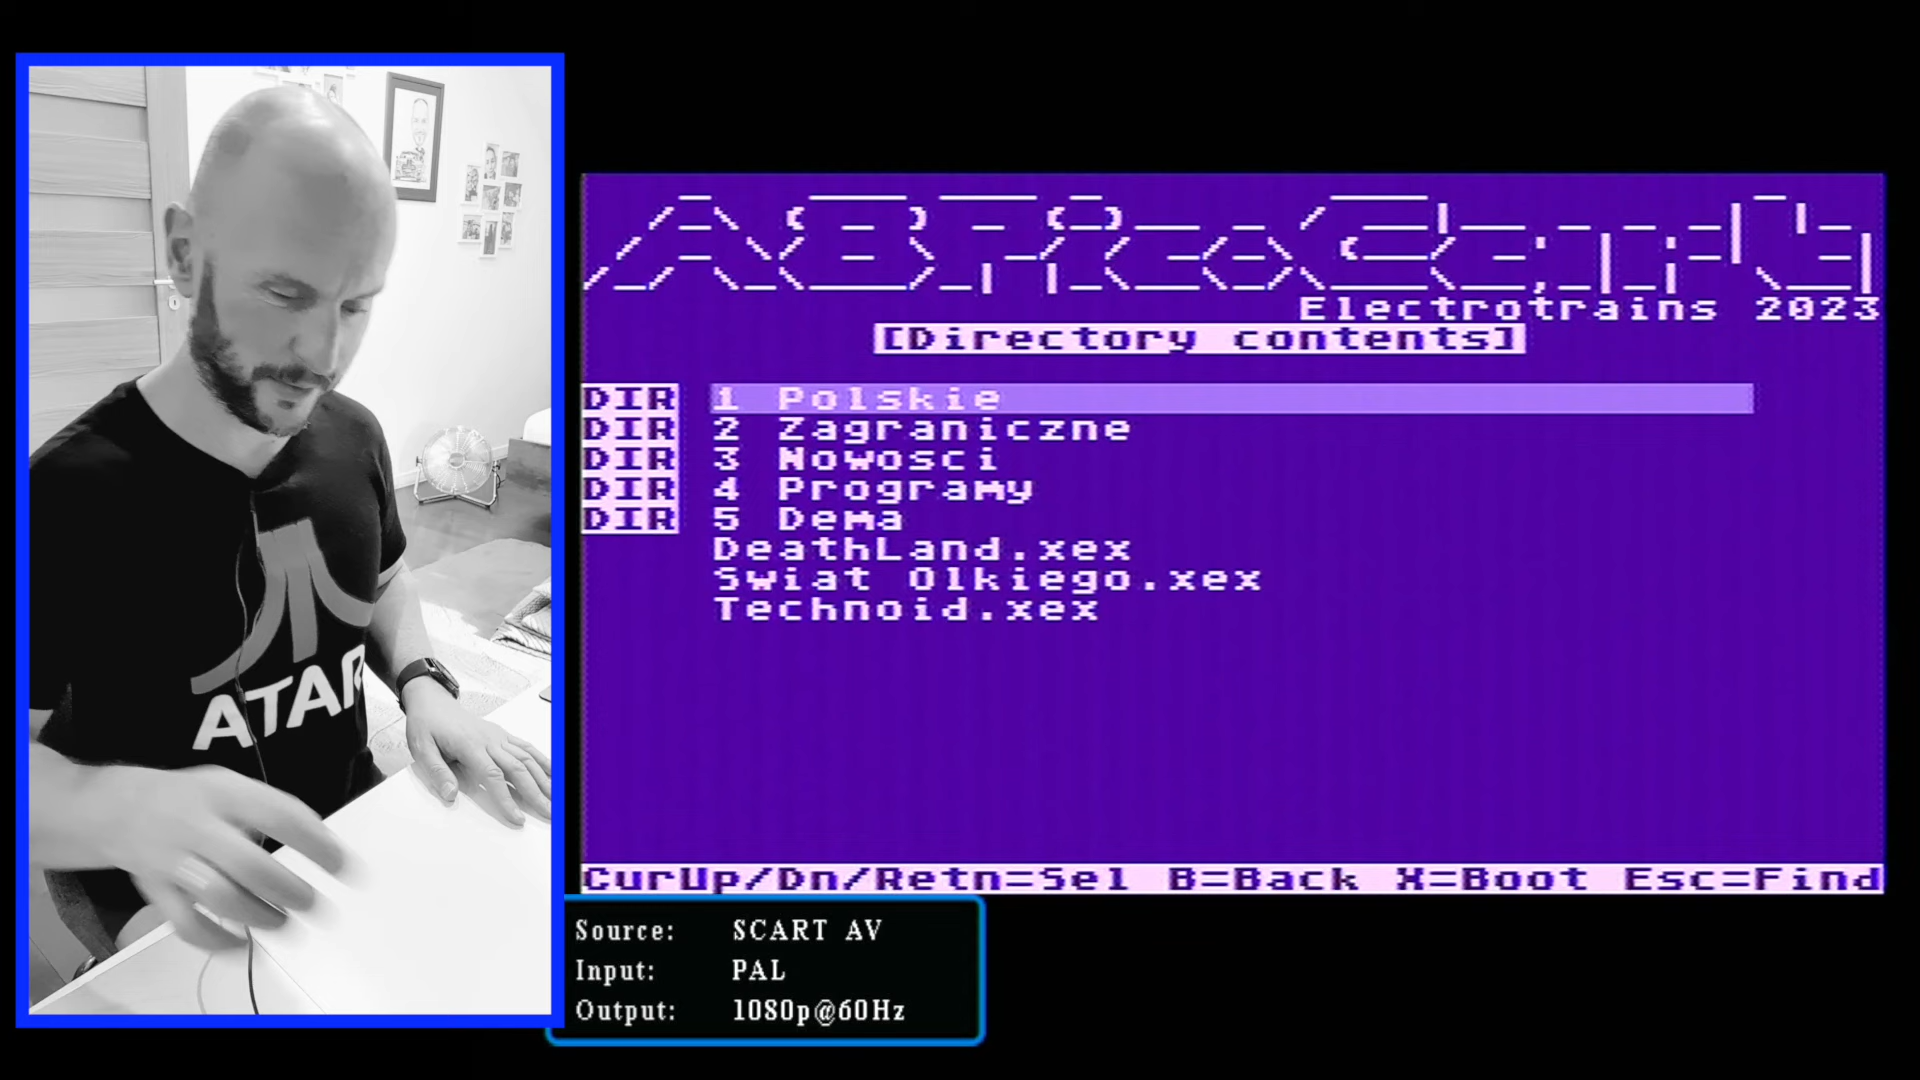 ATARI
A8PicoCart
Electrotrains 2023
[Directory contents]
DIR 1 Polskie
DIR 2 Zagraniczne
DIR 3 Nowosci
DIR 4 Programy
DIR 5 Dema
DeathLand.xex
Swiat Olkiego.xex
Technoid.xex
CurUp/Dn/Retn=Sel B=Back X=Boot Esc=Find
Source: SCART AV
Input: PAL
Output: 1080p@60Hz